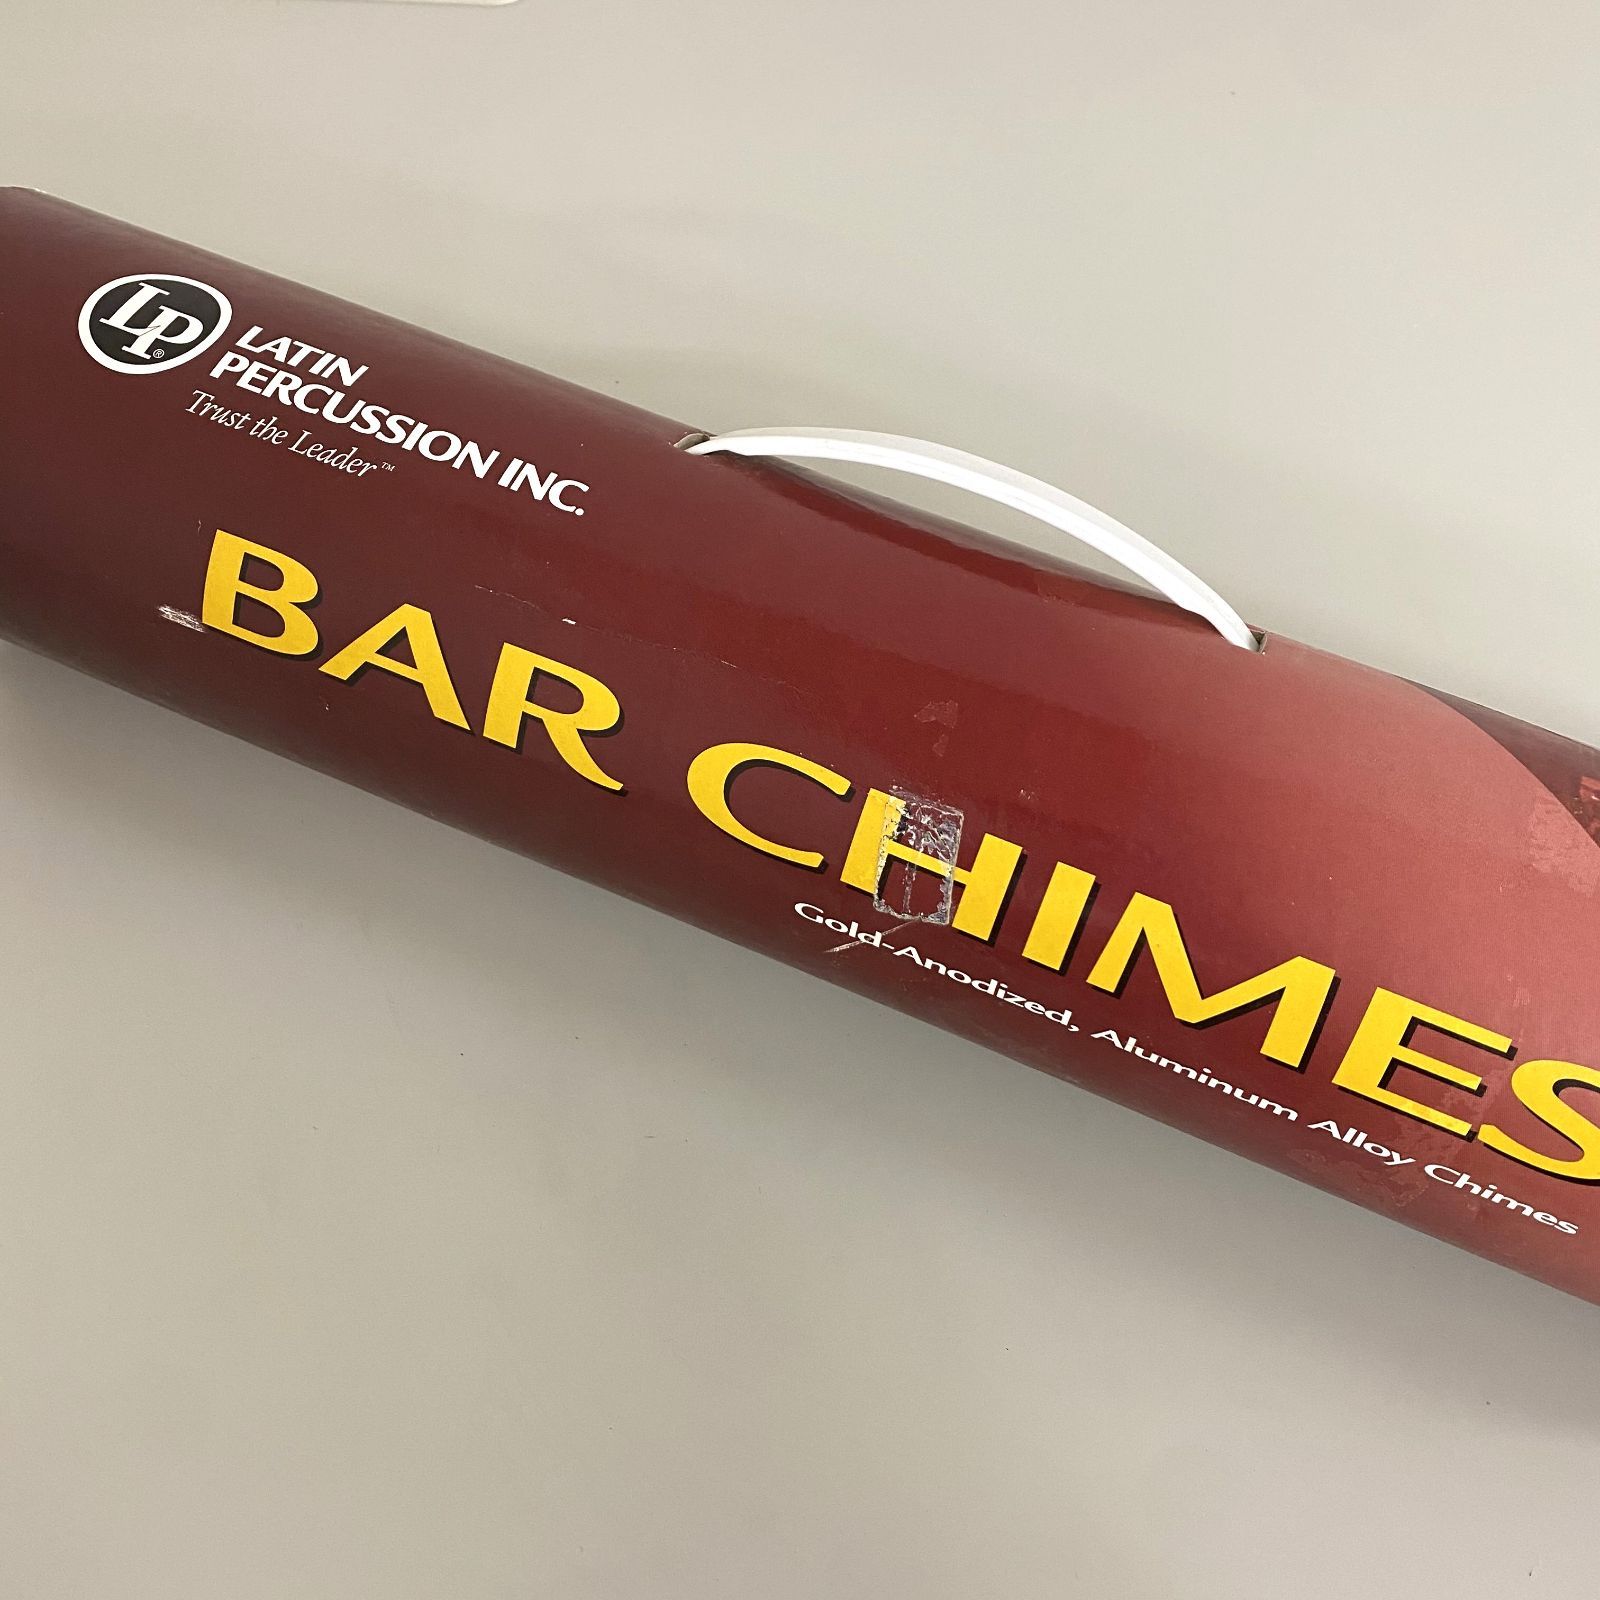 LP®
LATIN
PERCUSSION INC.
Trust the Leader™
BAR CHIMES
Gold-Anodized, Aluminum Alloy Chimes